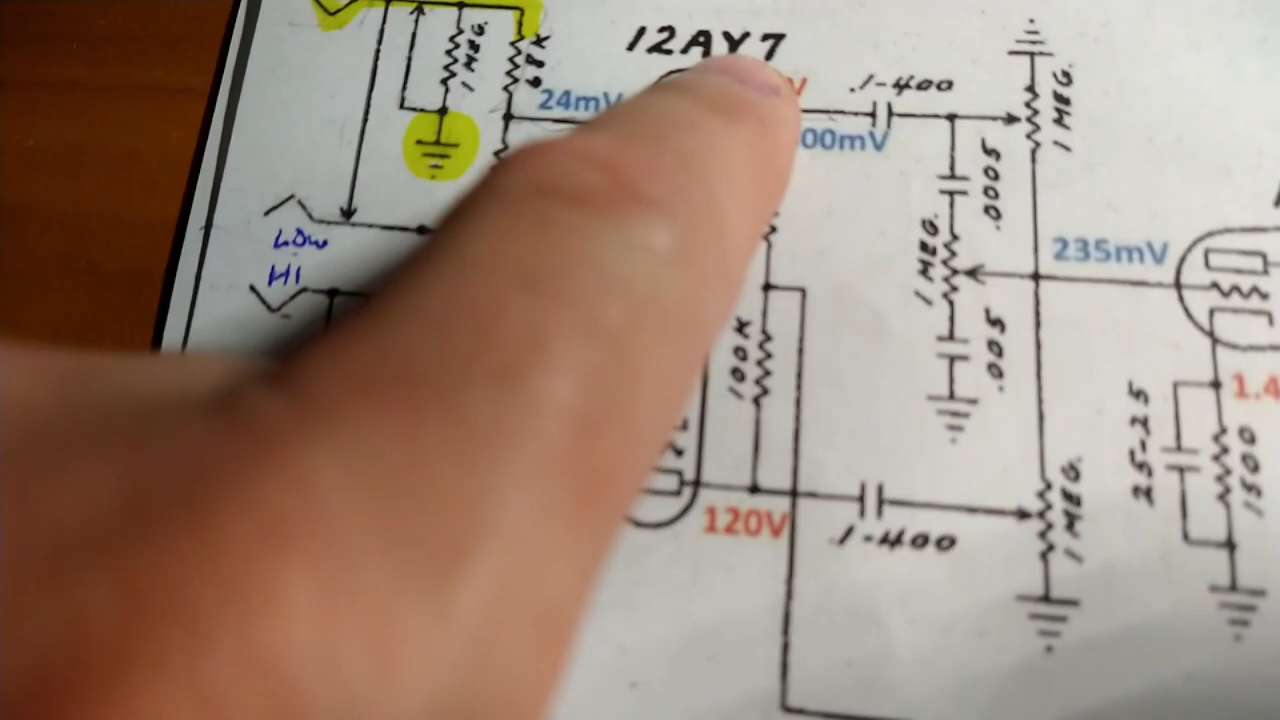 1 MEG.
68K
12AY7
24mV
V
.1-400
00mV
1 MEG.
.0005
LOW
HI
1 MEG.
235mV
100K
.005
25-25
1.4
1500
120V
.1-400
1 MEG.